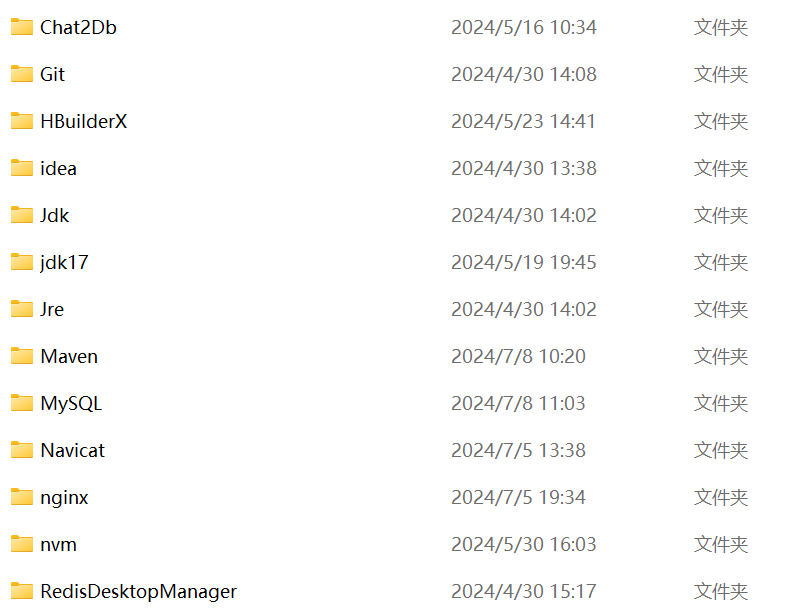 Chat2Db 2024/5/16 10:34 文件夹
Git 2024/4/30 14:08 文件夹
HBuilderX 2024/5/23 14:41 文件夹
idea 2024/4/30 13:38 文件夹
Jdk 2024/4/30 14:02 文件夹
jdk17 2024/5/19 19:45 文件夹
Jre 2024/4/30 14:02 文件夹
Maven 2024/7/8 10:20 文件夹
MySQL 2024/7/8 11:03 文件夹
Navicat 2024/7/5 13:38 文件夹
nginx 2024/7/5 19:34 文件夹
nvm 2024/5/30 16:03 文件夹
RedisDesktopManager 2024/4/30 15:17 文件夹